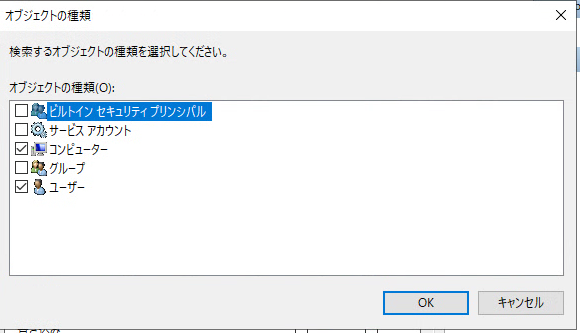 オブジェクトの種類
検索するオブジェクトの種類を選択してください。
オブジェクトの種類(O):
ビルトイン セキュリティ プリンシパル
サービス アカウント
コンピューター
グループ
ユーザー
OK
キャンセル